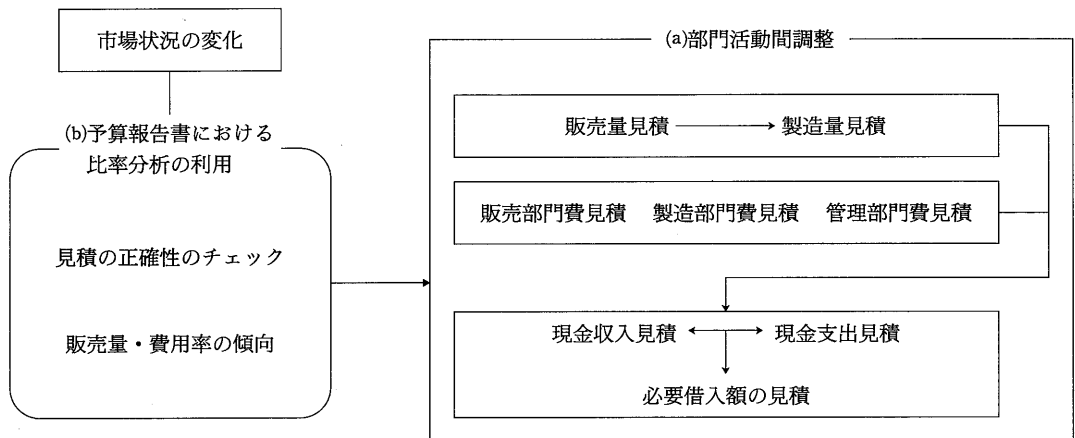 市場状況の変化
(b)予算報告書における
比率分析の利用
見積の正確性のチェック
販売量・費用率の傾向
(a)部門活動間調整
販売量見積 → 製造量見積
販売部門費見積 製造部門費見積 管理部門費見積
現金収入見積 ↔ 現金支出見積
必要借入額の見積